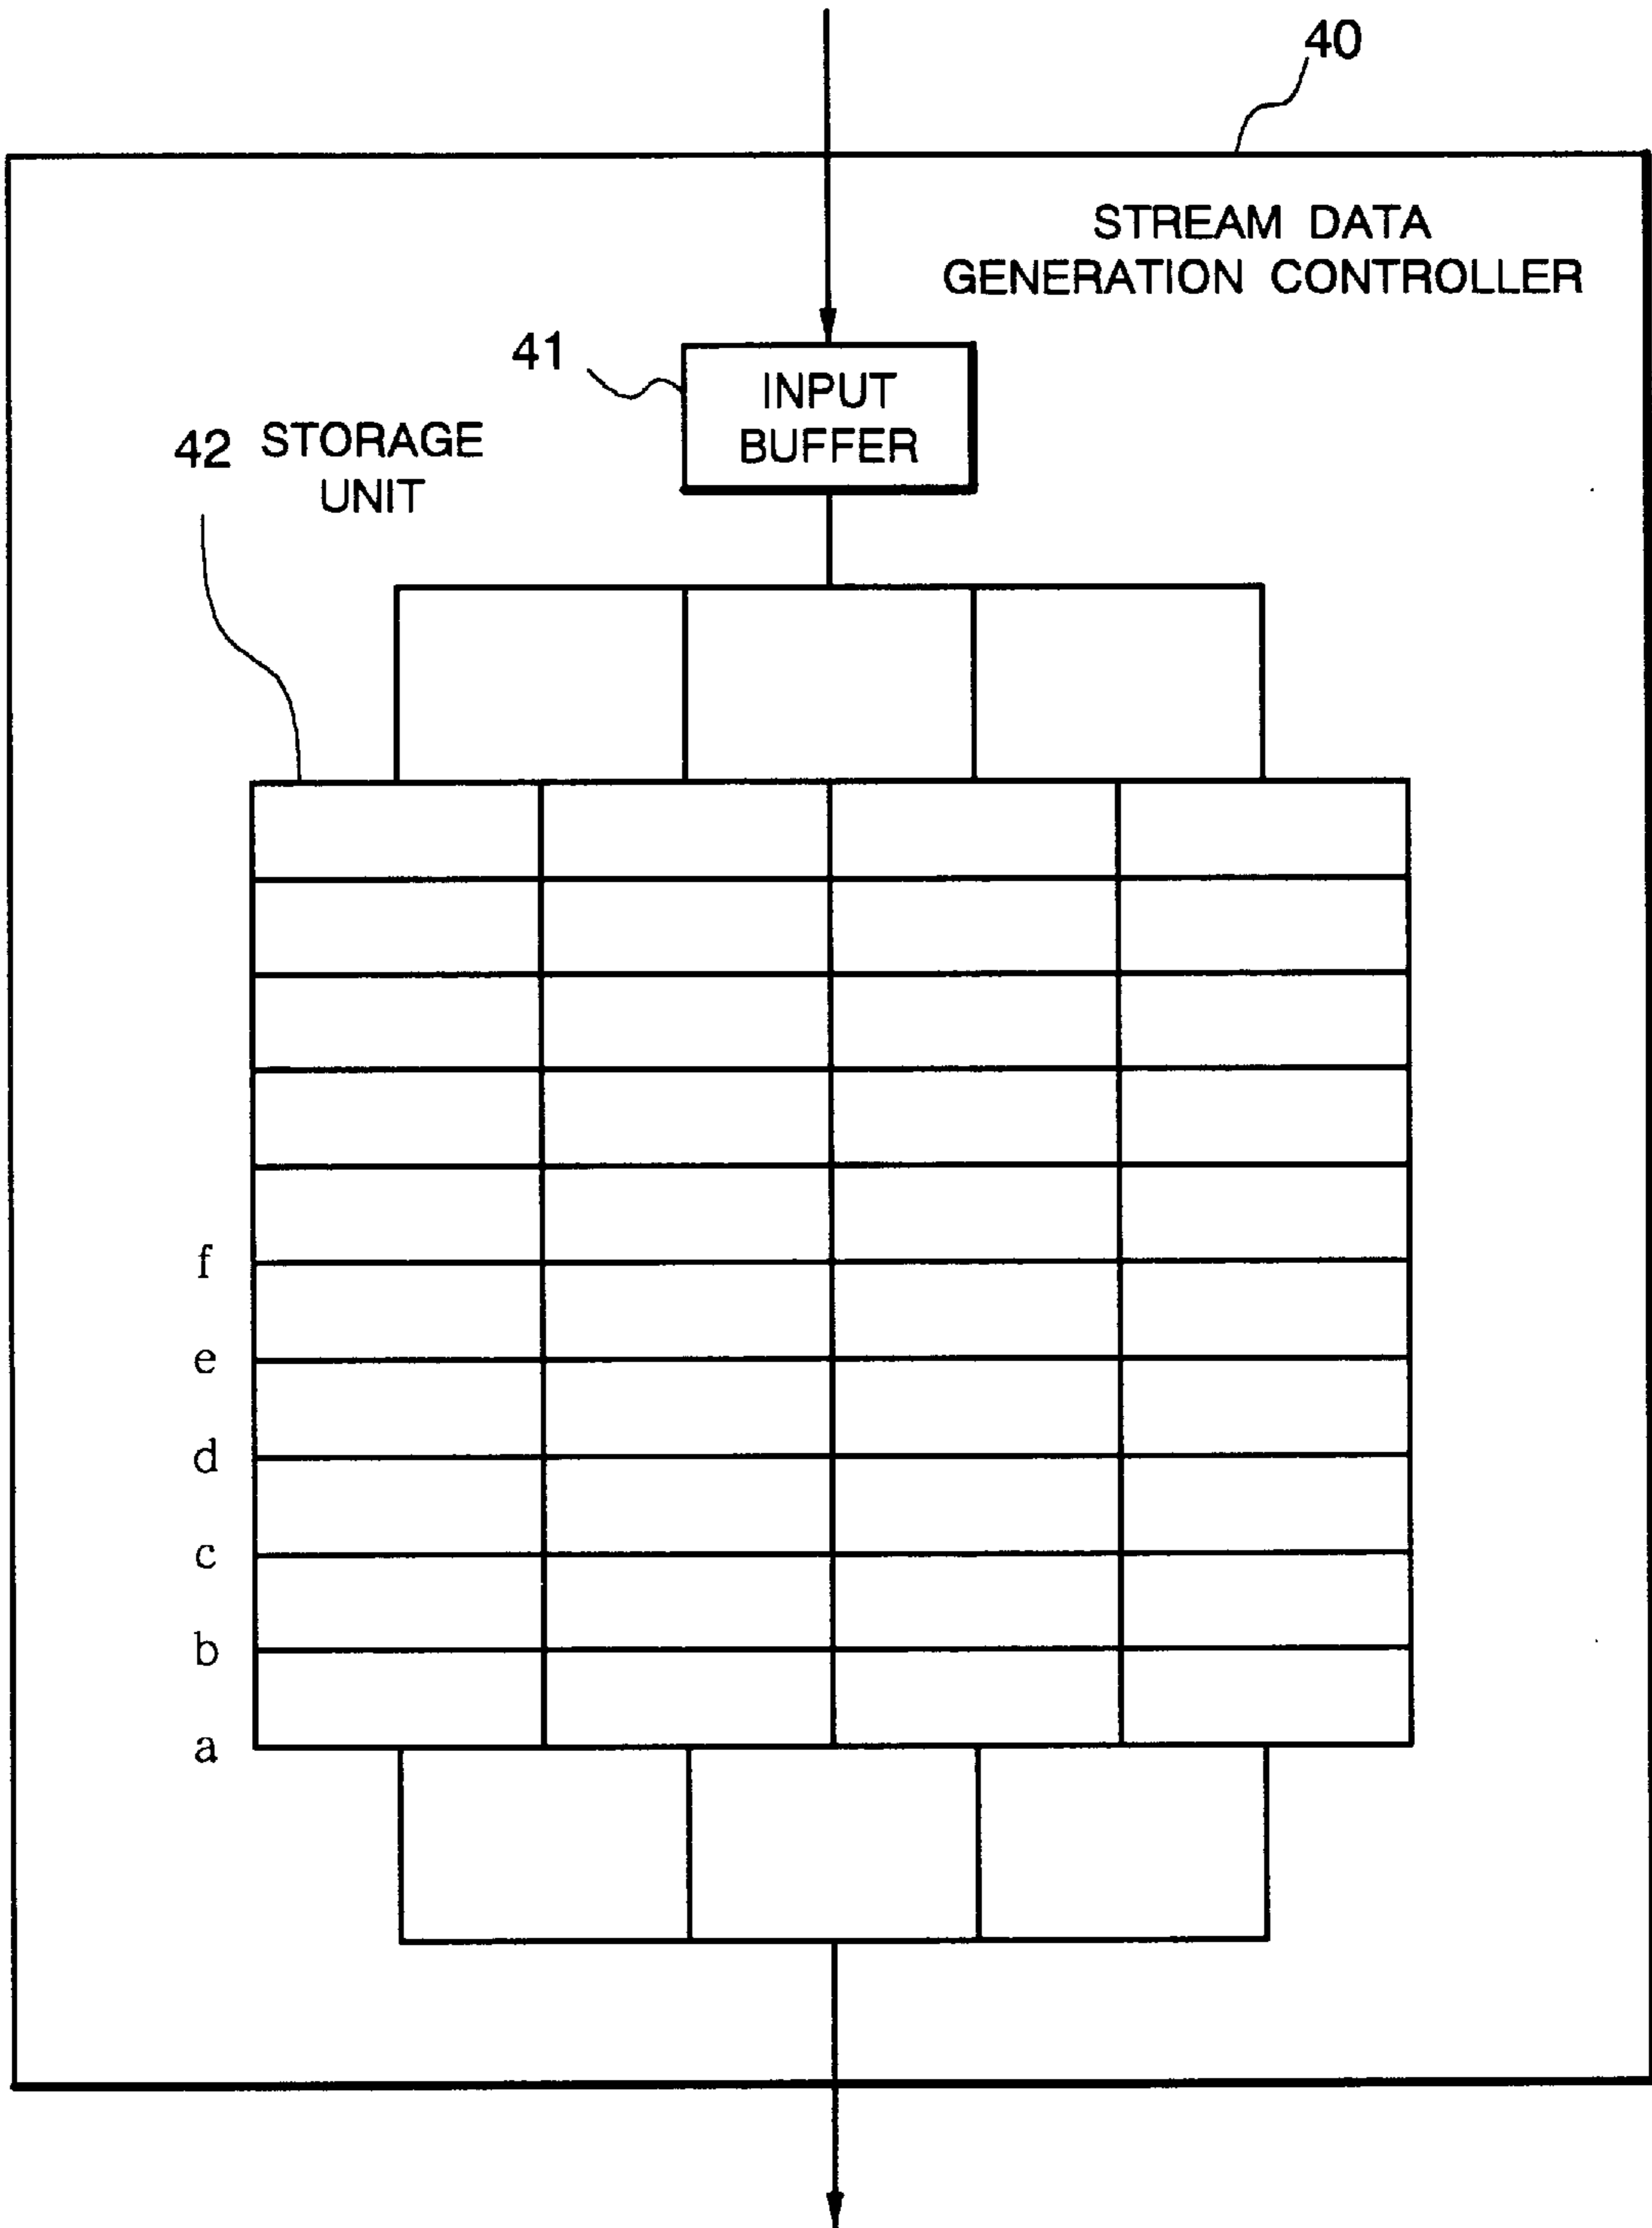 40
STREAM DATA
GENERATION CONTROLLER
41
INPUT
BUFFER
42 STORAGE
UNIT
f
e
d
c
b
a